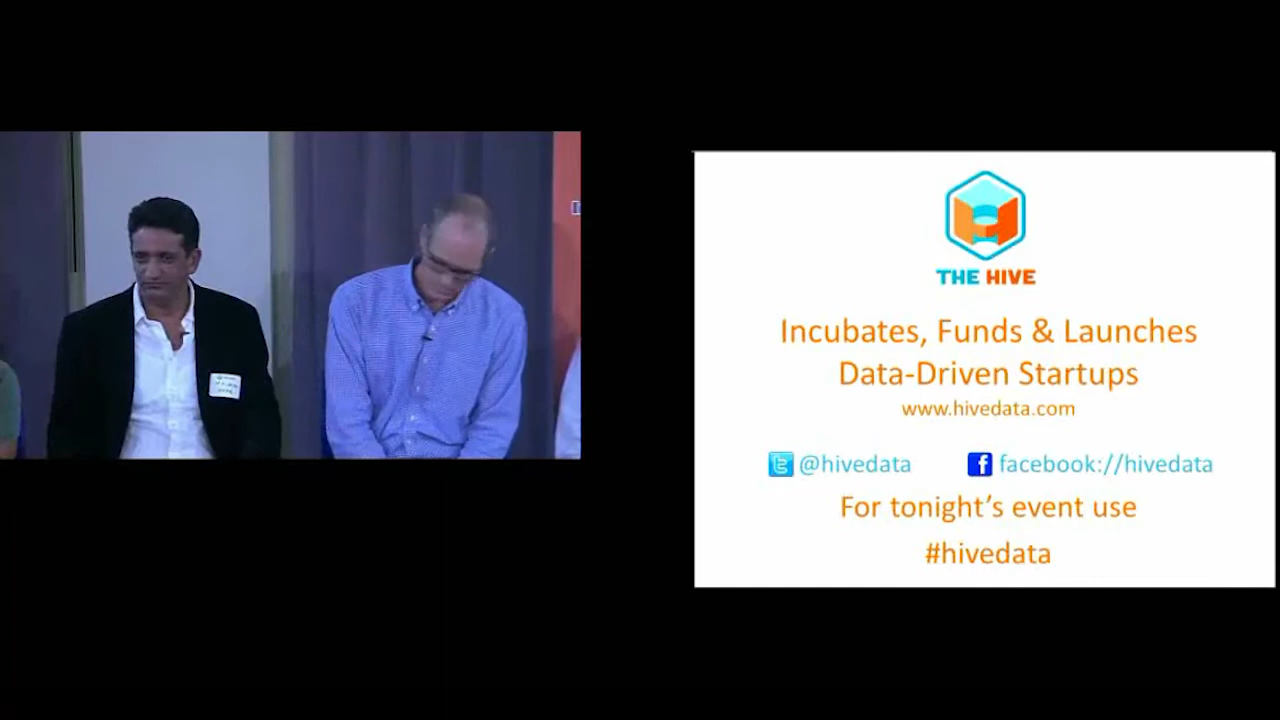 THE HIVE
Incubates, Funds & Launches
Data-Driven Startups
www.hivedata.com
@hivedata
facebook://hivedata
For tonight's event use
#hivedata